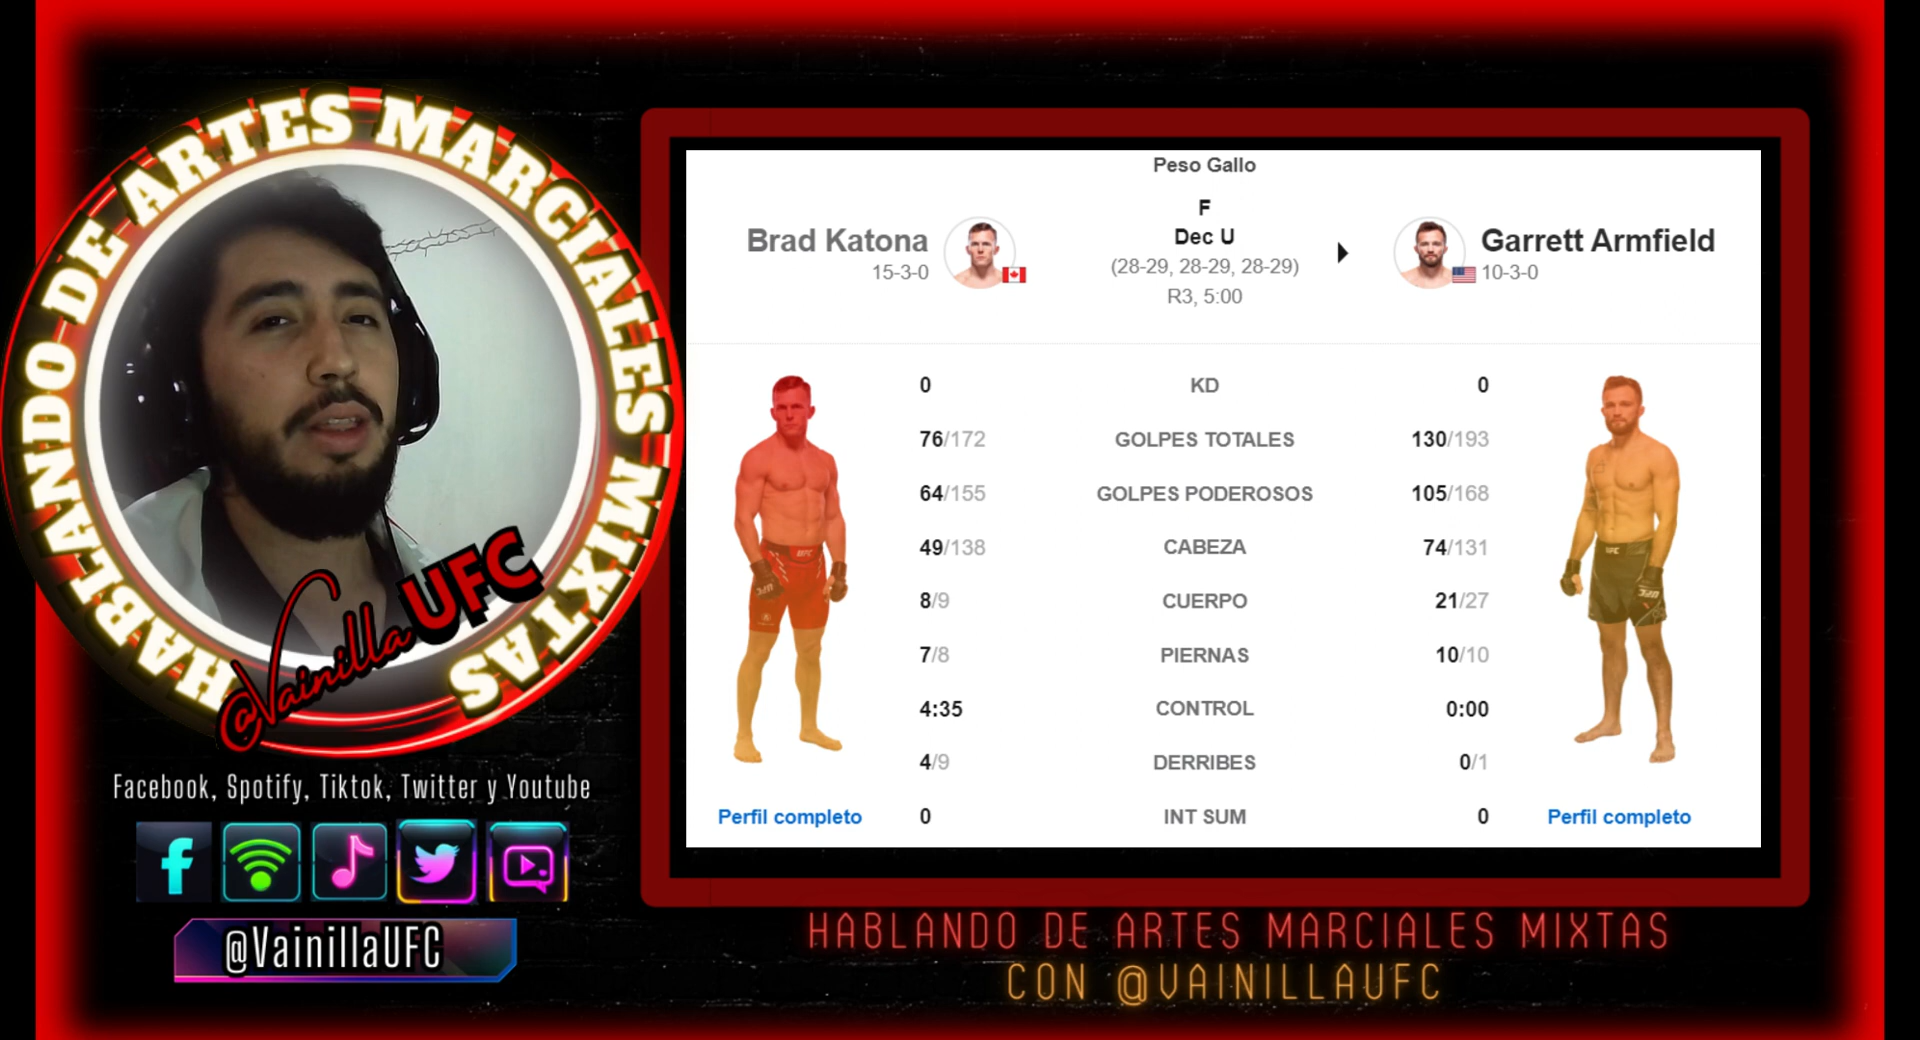 HABLANDO DE ARTES MARCIALES MIXTAS
@Vainilla UFC
Facebook, Spotify, Tiktok, Twitter y Youtube
@VainillaUFC
Peso Gallo
F
Dec U
(28-29, 28-29, 28-29)
R3, 5:00
Brad Katona
15-3-0
Garrett Armfield
10-3-0
0 KD 0
76/172 GOLPES TOTALES 130/193
64/155 GOLPES PODEROSOS 105/168
49/138 CABEZA 74/131
8/9 CUERPO 21/27
7/8 PIERNAS 10/10
4:35 CONTROL 0:00
4/9 DERRIBES 0/1
Perfil completo 0 INT SUM 0 Perfil completo
HABLANDO DE ARTES MARCIALES MIXTAS
CON @VAINILLAUFC